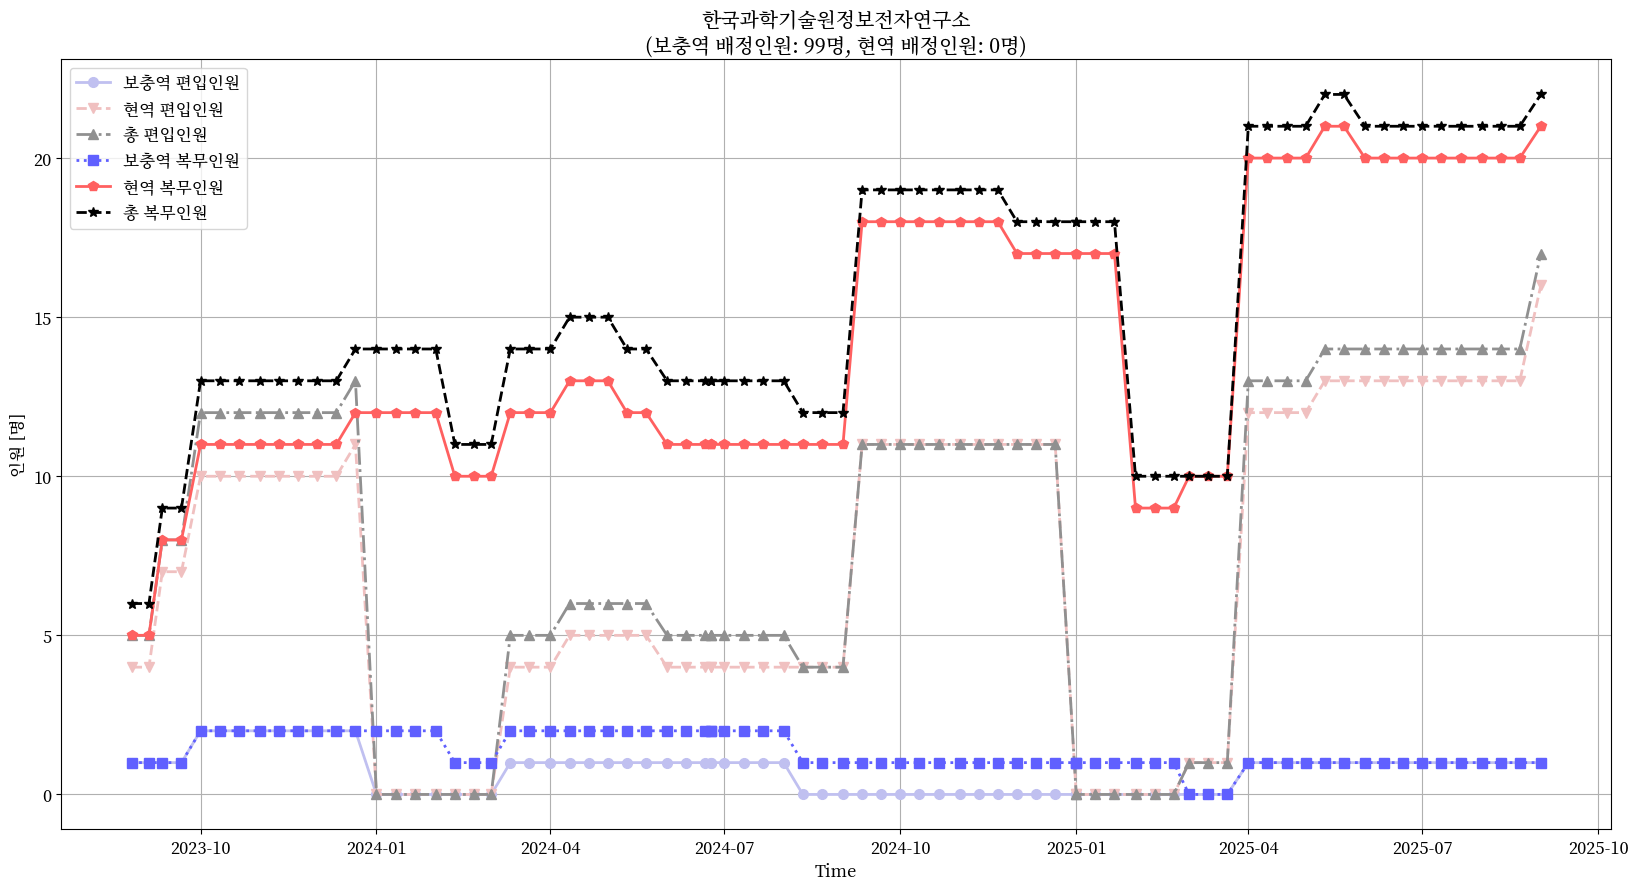 한국과학기술원정보전자연구소
(보충역 배정인원: 99명, 현역 배정인원: 0명)
보충역 편입인원
현역 편입인원
총 편입인원
보충역 복무인원
현역 복무인원
총 복무인원
인원 [명]
20
15
10
5
0
2023-10
2024-01
2024-04
2024-07
2024-10
2025-01
2025-04
2025-07
2025-10
Time